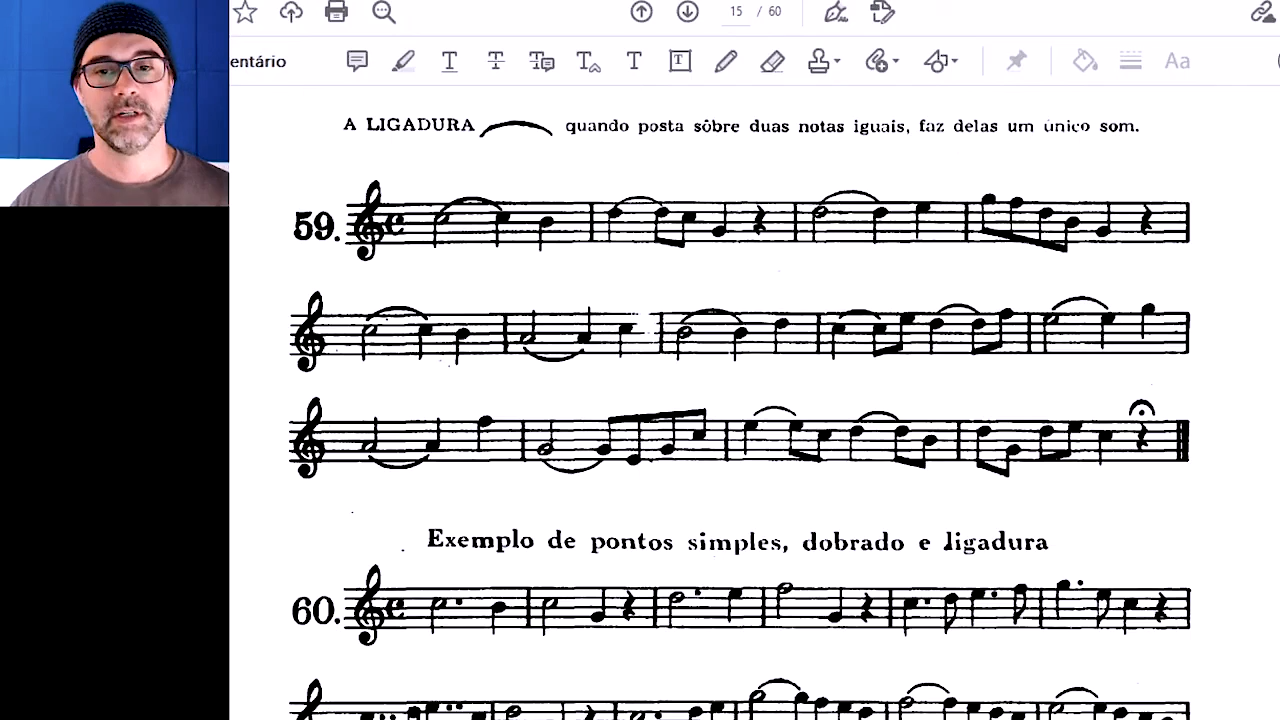 15 / 60
entário
T T T T T T Aa
A LIGADURA quando posta sôbre duas notas iguais, faz delas um único som.
59.
Exemplo de pontos simples, dobrado e ligadura
60.